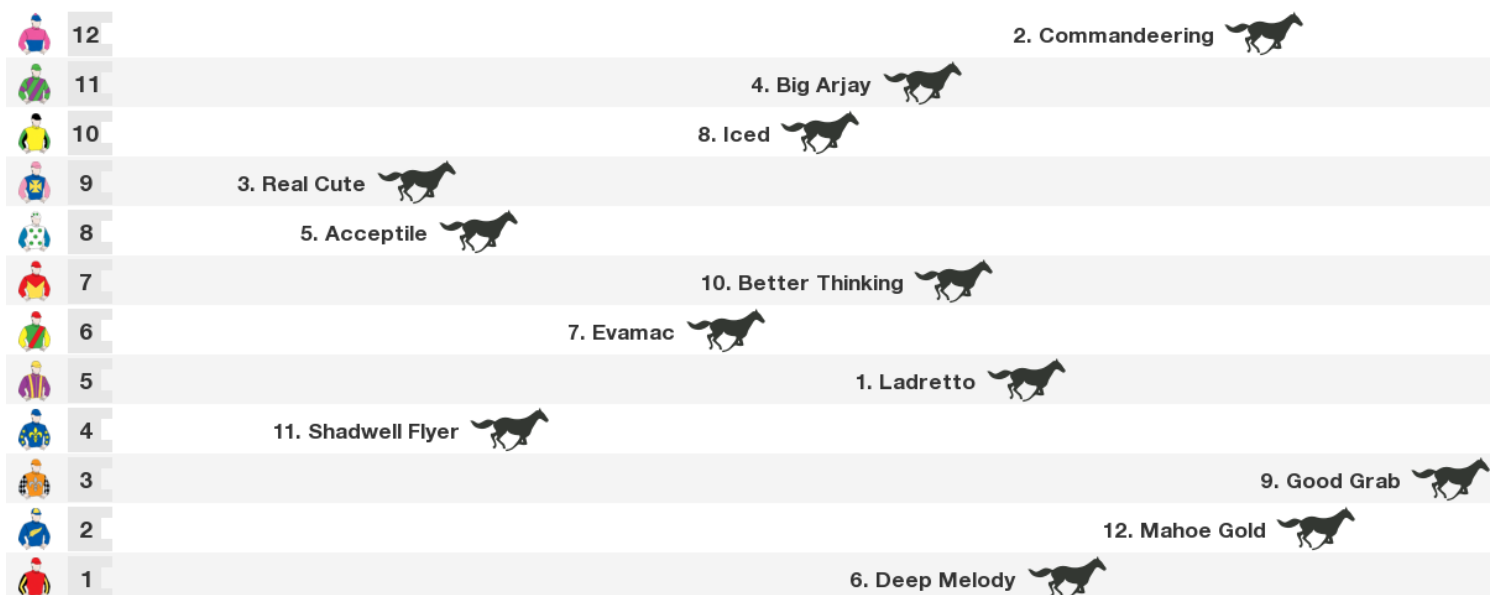 12 2. Commandeering
11 4. Big Arjay
10 8. Iced
9 3. Real Cute
8 5. Acceptile
7 10. Better Thinking
6 7. Evamac
5 1. Ladretto
4 11. Shadwell Flyer
3 9. Good Grab
2 12. Mahoe Gold
1 6. Deep Melody